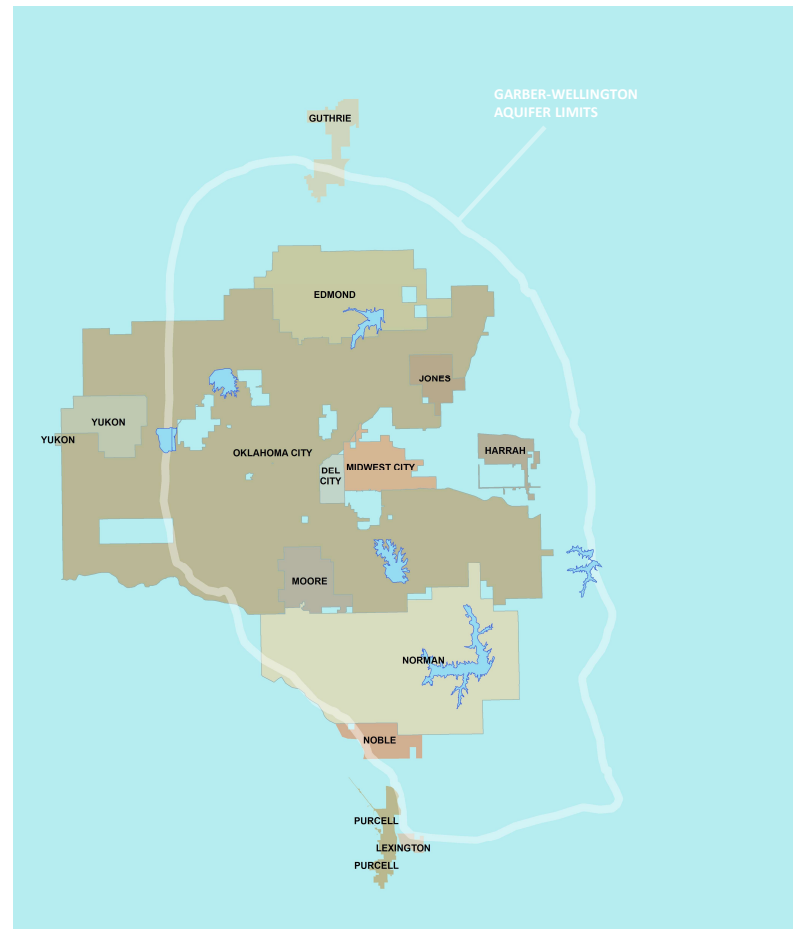 GARBER-WELLINGTON
AQUIFER LIMITS
GUTHRIE
EDMOND
JONES
YUKON
YUKON
OKLAHOMA CITY
HARRAH
MIDWEST CITY
DEL
CITY
MOORE
NORMAN
NOBLE
PURCELL
LEXINGTON
PURCELL